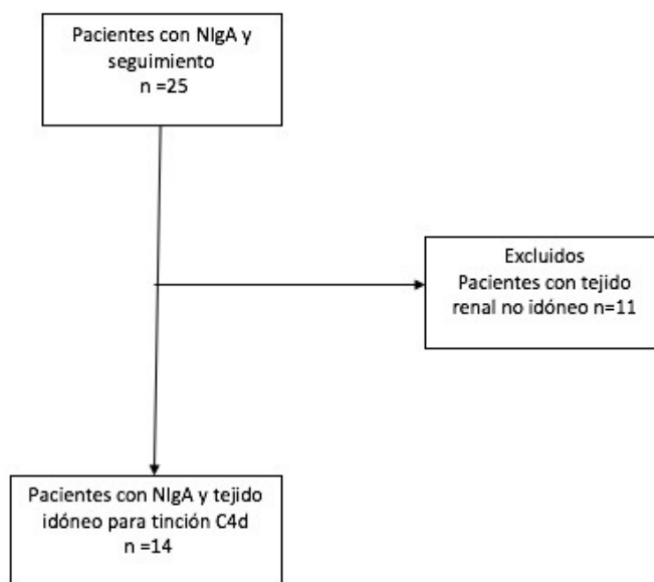 Pacientes con NIgA y
seguimiento
n =25
Excluidos
Pacientes con tejido
renal no idóneo n=11
Pacientes con NIgA y tejido
idóneo para tinción C4d
n =14